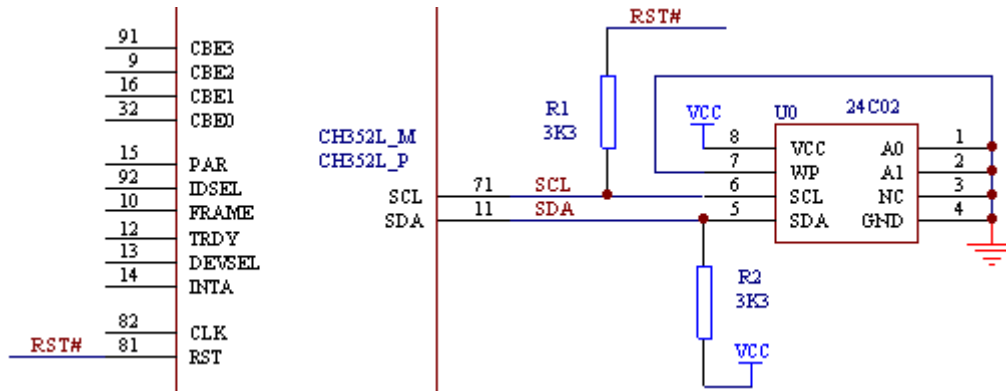 91 CBE3
9 CBE2
16 CBE1
32 CBE0
15 PAR
92 IDSEL
10 FRAME
12 TRDY
13 DEVSEL
14 INTA
82 CLK
RST# 81 RST
CH352L_M
CH352L_P
SCL 71 SCL
SDA 11 SDA
RST#
R1
3K3
VCC
U0 24C02
8 VCC A0 1
7 WP A1 2
6 SCL NC 3
5 SDA GND 4
R2
3K3
VCC